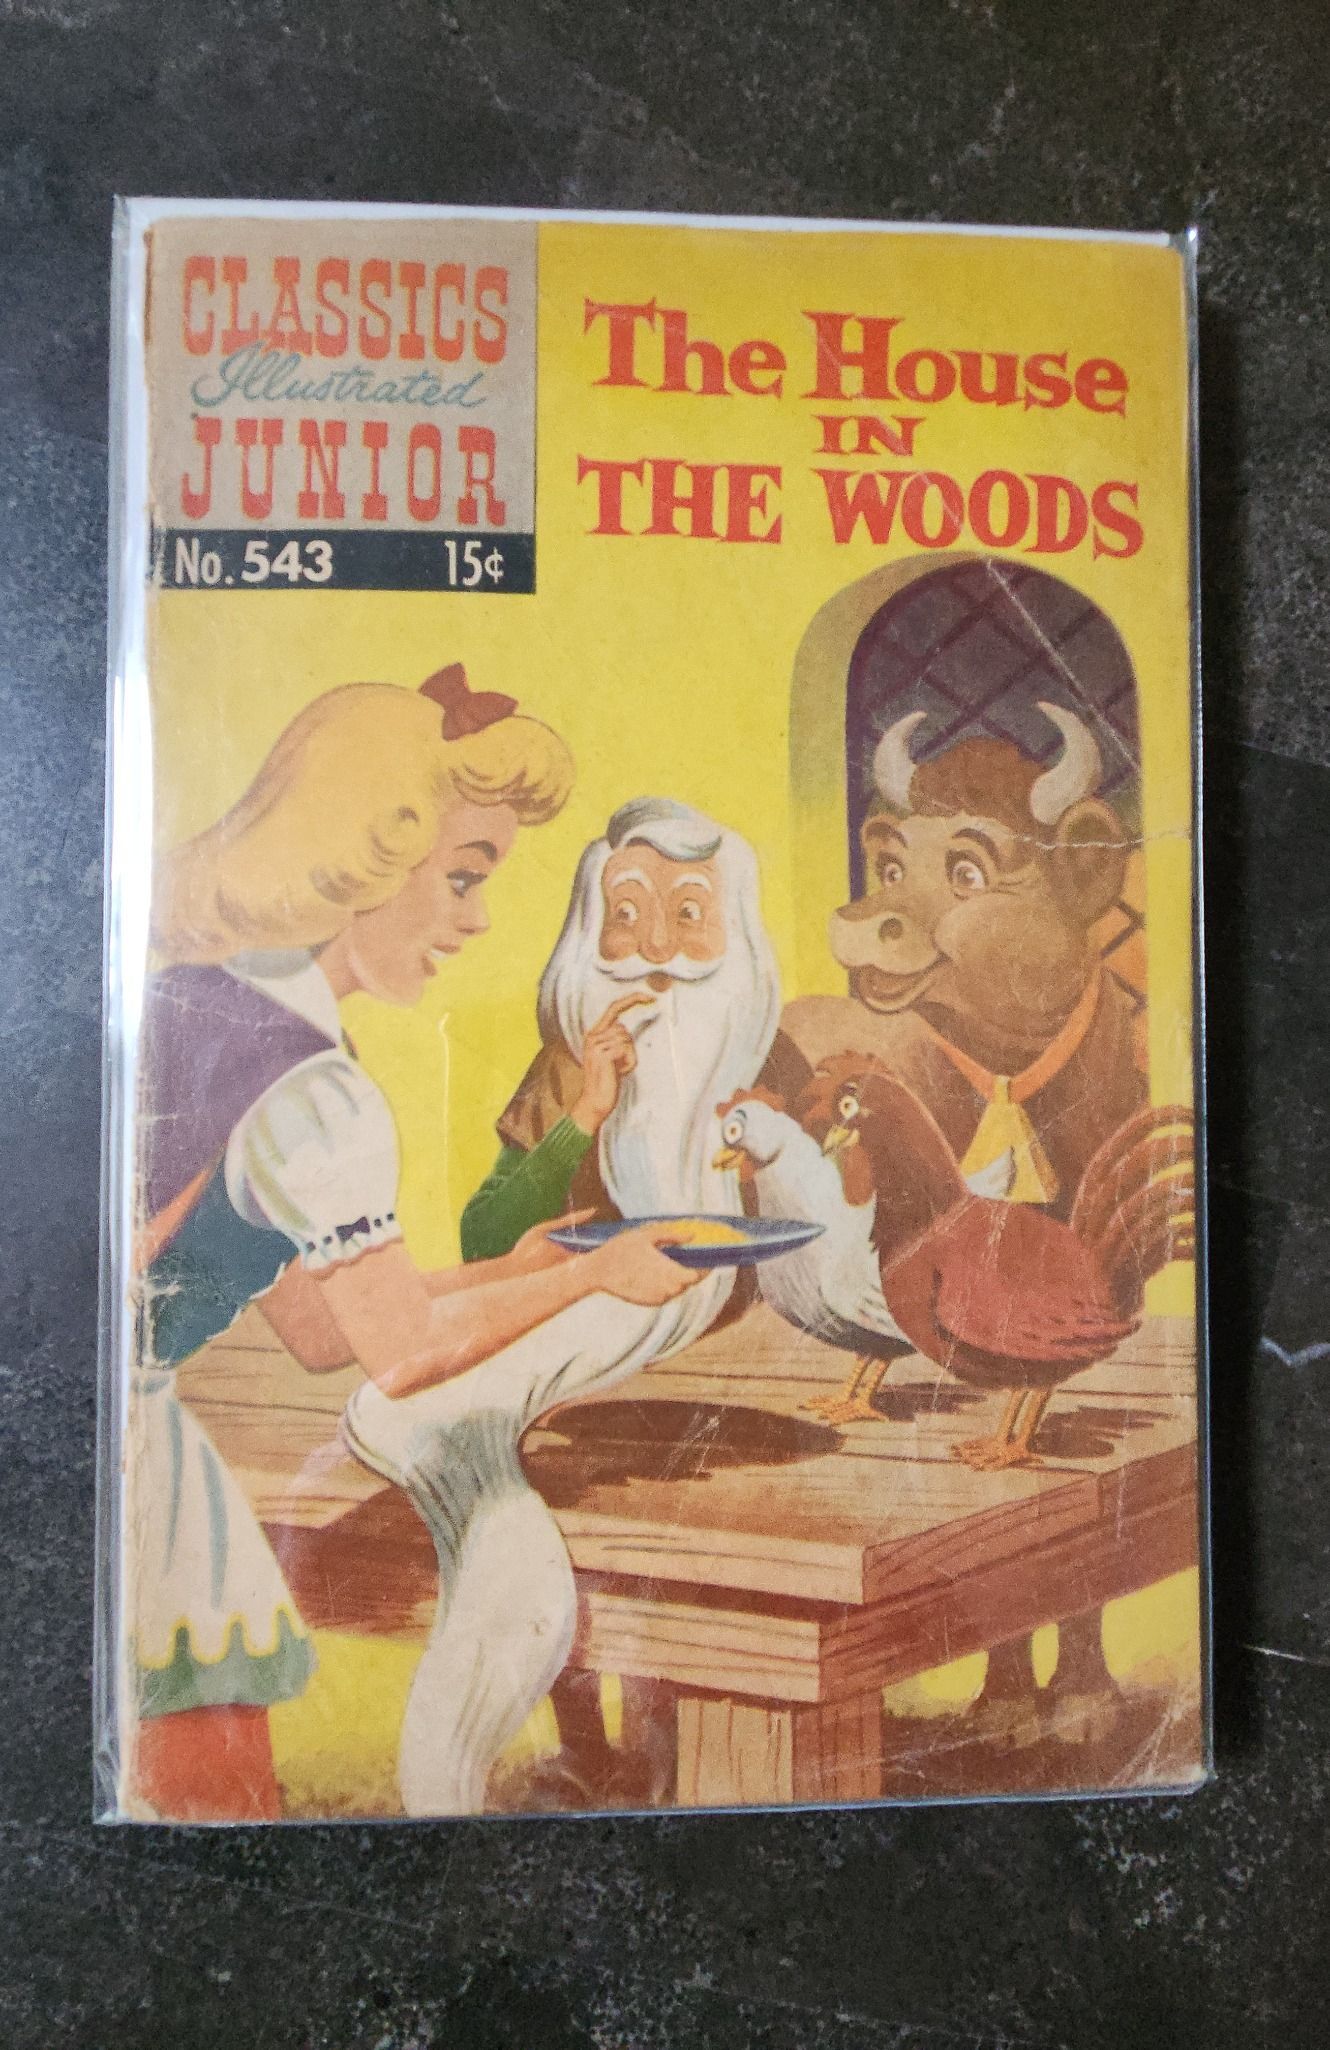 CLASSICS
Illustrated
JUNIOR
No. 543 15¢
The House
IN
THE WOODS